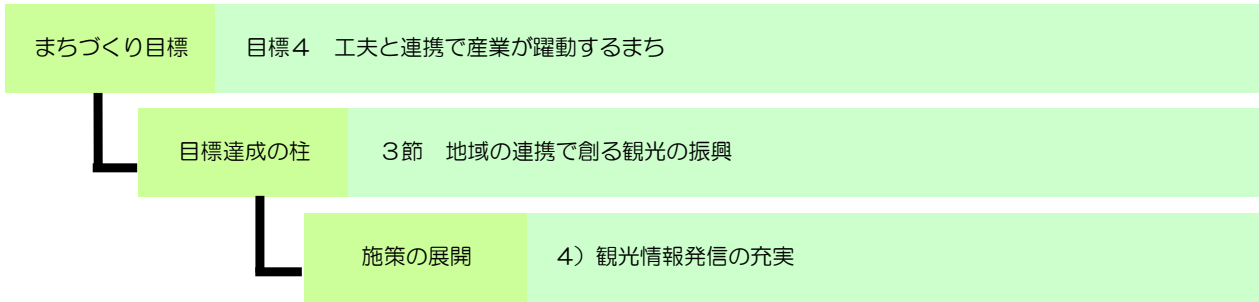 まちづくり目標　目標４　工夫と連携で産業が躍動するまち
目標達成の柱　３節　地域の連携で創る観光の振興
施策の展開　４）観光情報発信の充実